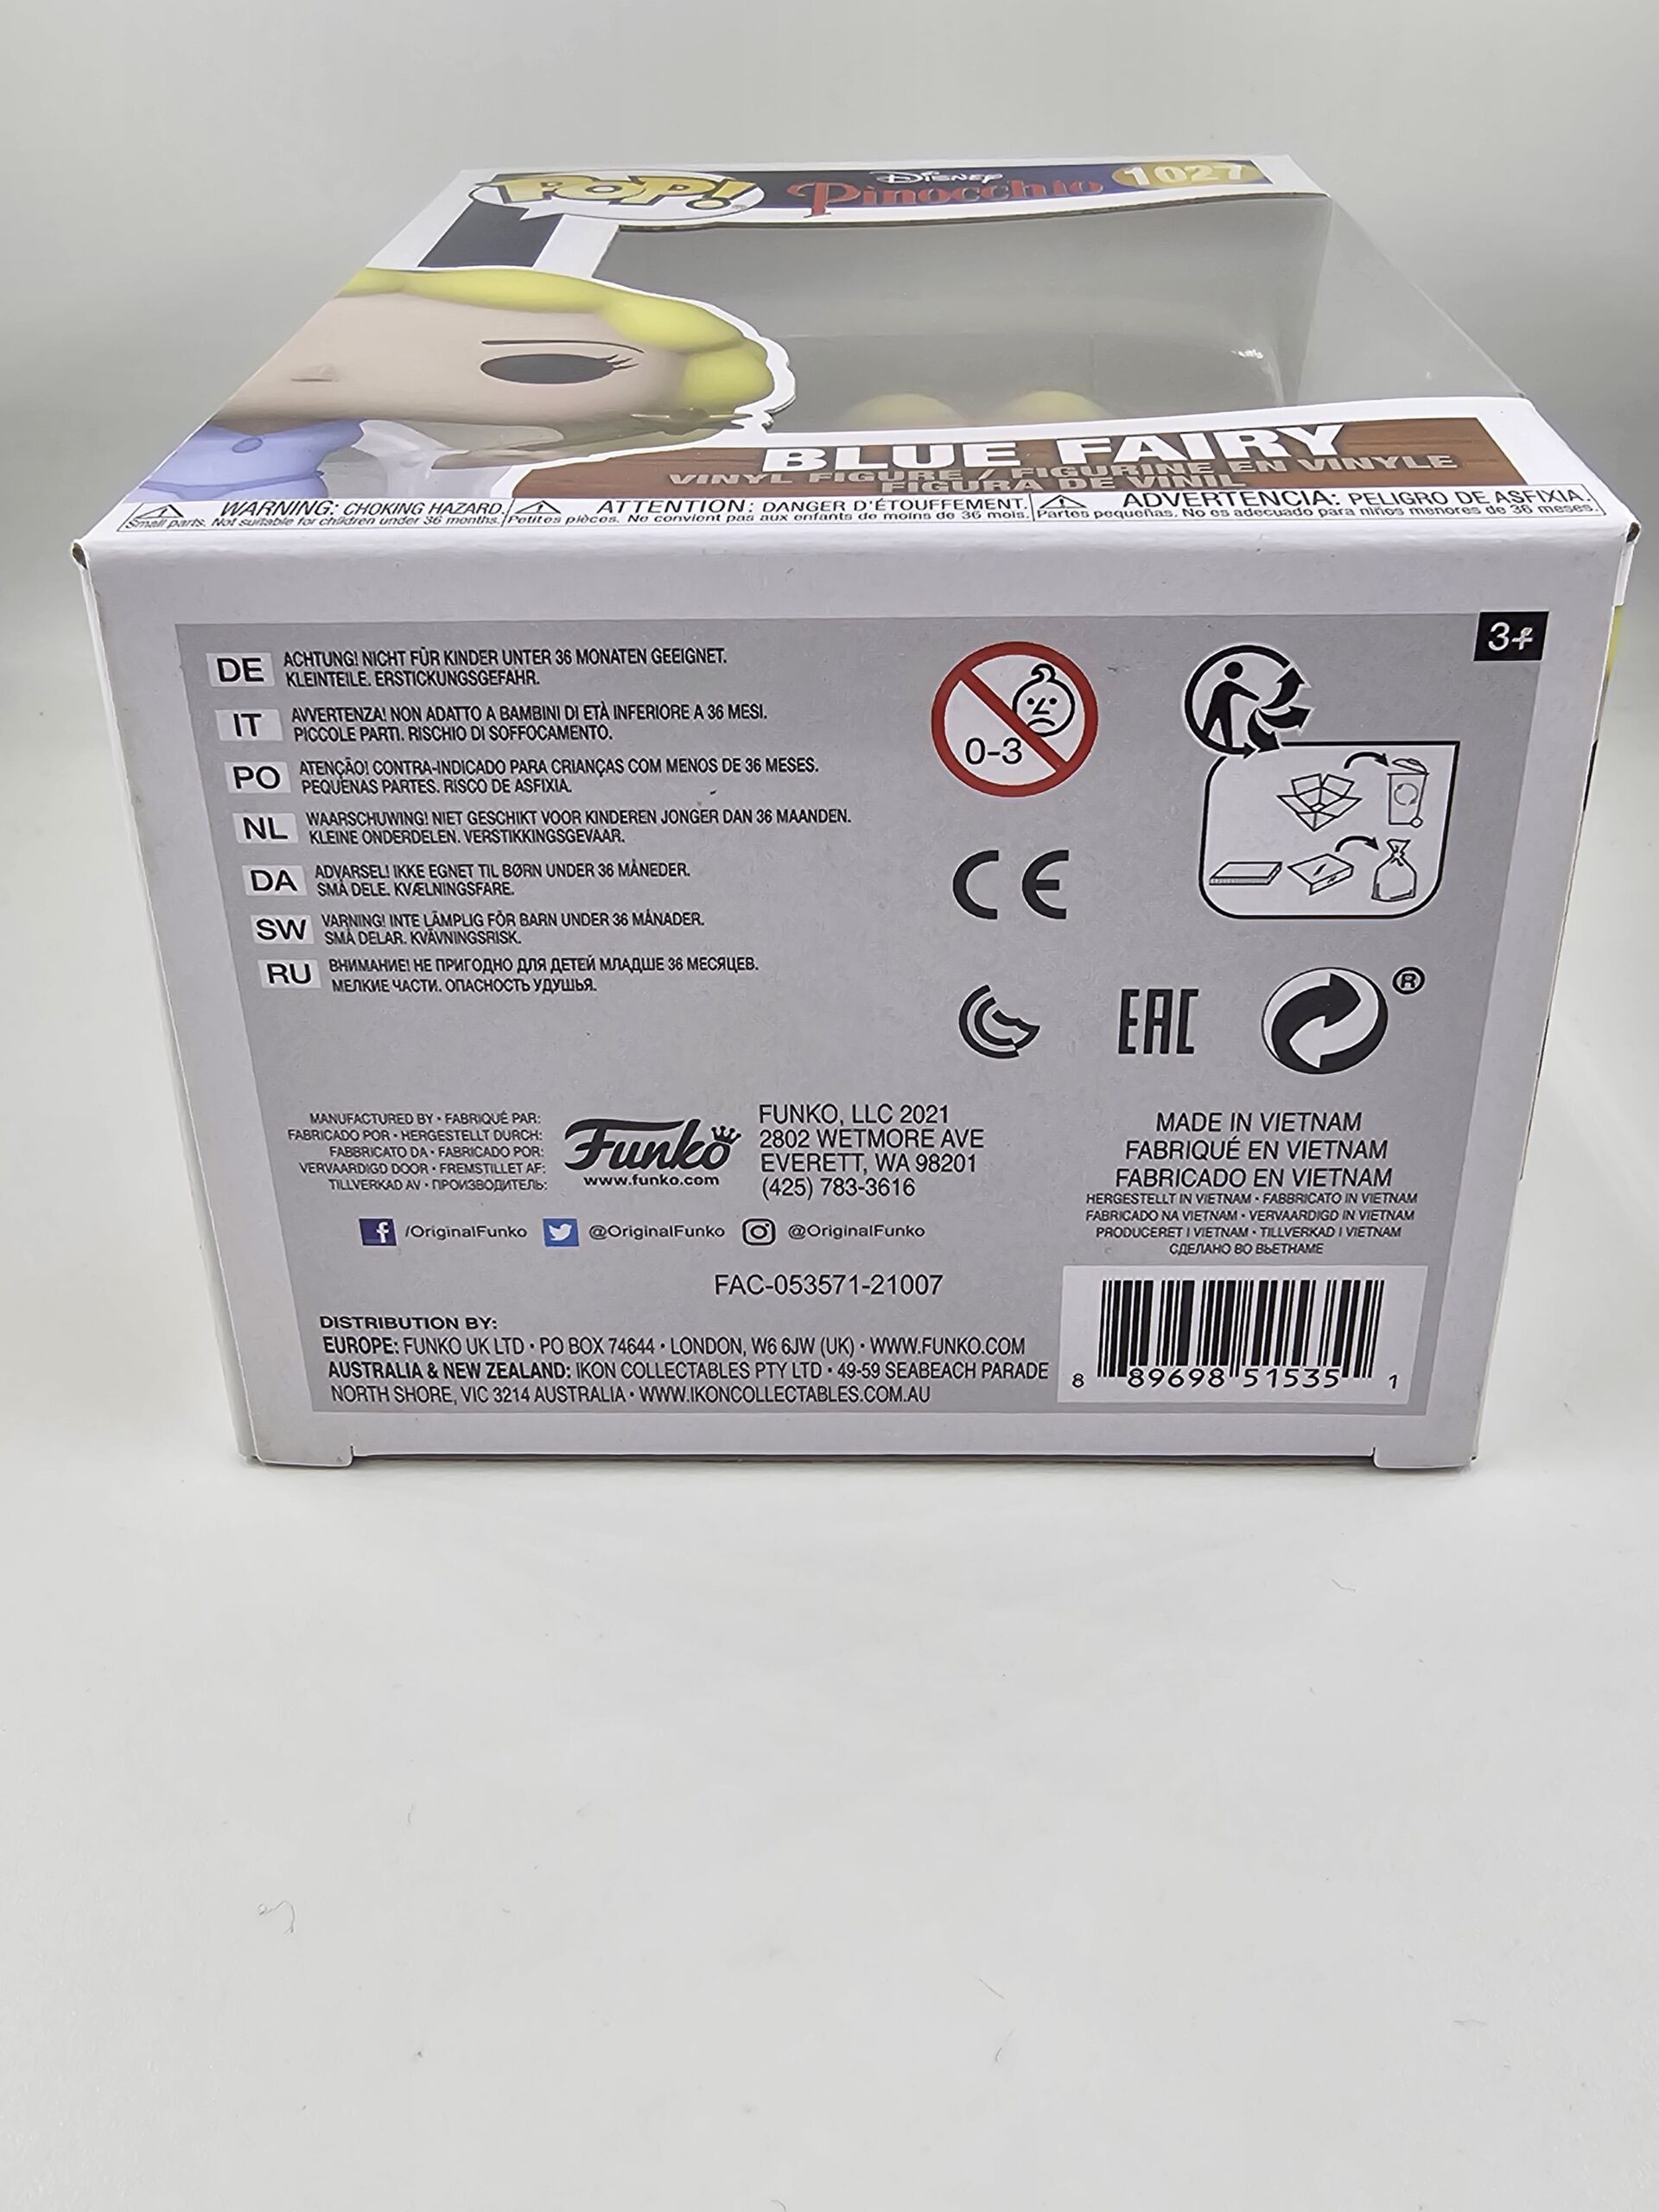 POP!
DISNEY
Pinocchio
1027
BLUE FAIRY
VINYL FIGURE / FIGURINE EN VINYLE
FIGURA DE VINIL
WARNING: CHOKING HAZARD.
Small parts. Not suitable for children under 36 months.
ATTENTION: DANGER D'ÉTOUFFEMENT.
Petites pièces. Ne convient pas aux enfants de moins de 36 mois.
ADVERTENCIA: PELIGRO DE ASFIXIA.
Partes pequeñas. No es adecuado para niños menores de 36 meses.
3+
DE ACHTUNG! NICHT FÜR KINDER UNTER 36 MONATEN GEEIGNET.
KLEINTEILE. ERSTICKUNGSGEFAHR.
IT AVVERTENZA! NON ADATTO A BAMBINI DI ETÀ INFERIORE A 36 MESI.
PICCOLE PARTI. RISCHIO DI SOFFOCAMENTO.
PO ATENÇÃO! CONTRA-INDICADO PARA CRIANÇAS COM MENOS DE 36 MESES.
PEQUENAS PARTES. RISCO DE ASFIXIA.
NL WAARSCHUWING! NIET GESCHIKT VOOR KINDEREN JONGER DAN 36 MAANDEN.
KLEINE ONDERDELEN. VERSTIKKINGSGEVAAR.
DA ADVARSEL! IKKE EGNET TIL BØRN UNDER 36 MÅNEDER.
SMÅ DELE. KVÆLNINGSFARE.
SW VARNING! INTE LÄMPLIG FÖR BARN UNDER 36 MÅNADER.
SMÅ DELAR. KVÄVNINGSRISK.
RU ВНИМАНИЕ! НЕ ПРИГОДНО ДЛЯ ДЕТЕЙ МЛАДШЕ 36 МЕСЯЦЕВ.
МЕЛКИЕ ЧАСТИ. ОПАСНОСТЬ УДУШЬЯ.
0-3
CE
EAC
®
MANUFACTURED BY • FABRIQUÉ PAR:
FABRICADO POR • HERGESTELLT DURCH:
FABBRICATO DA • FABRICADO POR:
VERVAARDIGD DOOR • FREMSTILLET AF:
TILLVERKAD AV • ПРОИЗВОДИТЕЛЬ:
Funko
www.funko.com
FUNKO, LLC 2021
2802 WETMORE AVE
EVERETT, WA 98201
(425) 783-3616
MADE IN VIETNAM
FABRIQUÉ EN VIETNAM
FABRICADO EN VIETNAM
HERGESTELLT IN VIETNAM • FABBRICATO IN VIETNAM
FABRICADO NA VIETNAM • VERVAARDIGD IN VIETNAM
PRODUCERET I VIETNAM • TILLVERKAD I VIETNAM
СДЕЛАНО ВО ВЬЕТНАМЕ
f /OriginalFunko @OriginalFunko @OriginalFunko
FAC-053571-21007
DISTRIBUTION BY:
EUROPE: FUNKO UK LTD • PO BOX 74644 • LONDON, W6 6JW (UK) • WWW.FUNKO.COM
AUSTRALIA & NEW ZEALAND: IKON COLLECTABLES PTY LTD • 49-59 SEABEACH PARADE
NORTH SHORE, VIC 3214 AUSTRALIA • WWW.IKONCOLLECTABLES.COM.AU
8 89698 51535 1